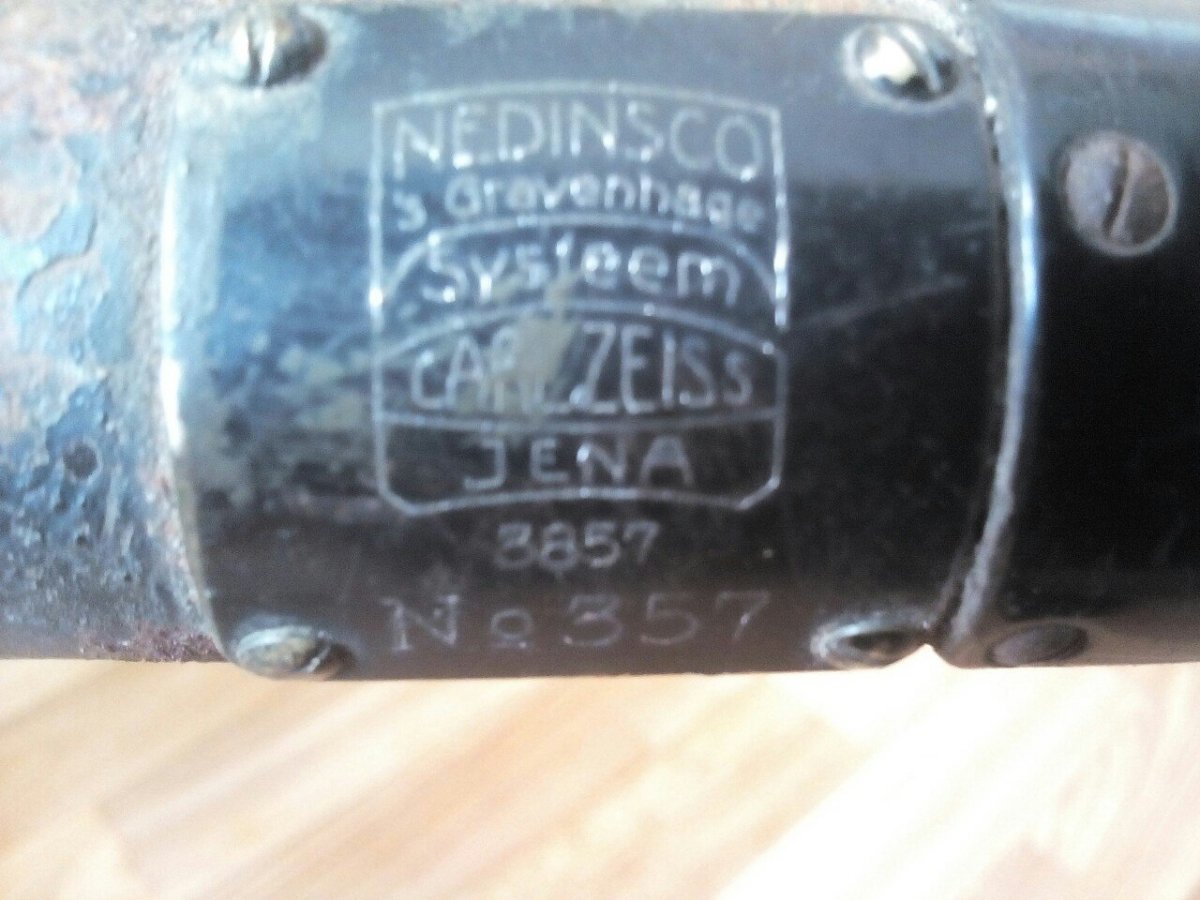 NEDINSCO
's Gravenhage
Systeem
CARL ZEISS
JENA
3857
No 357